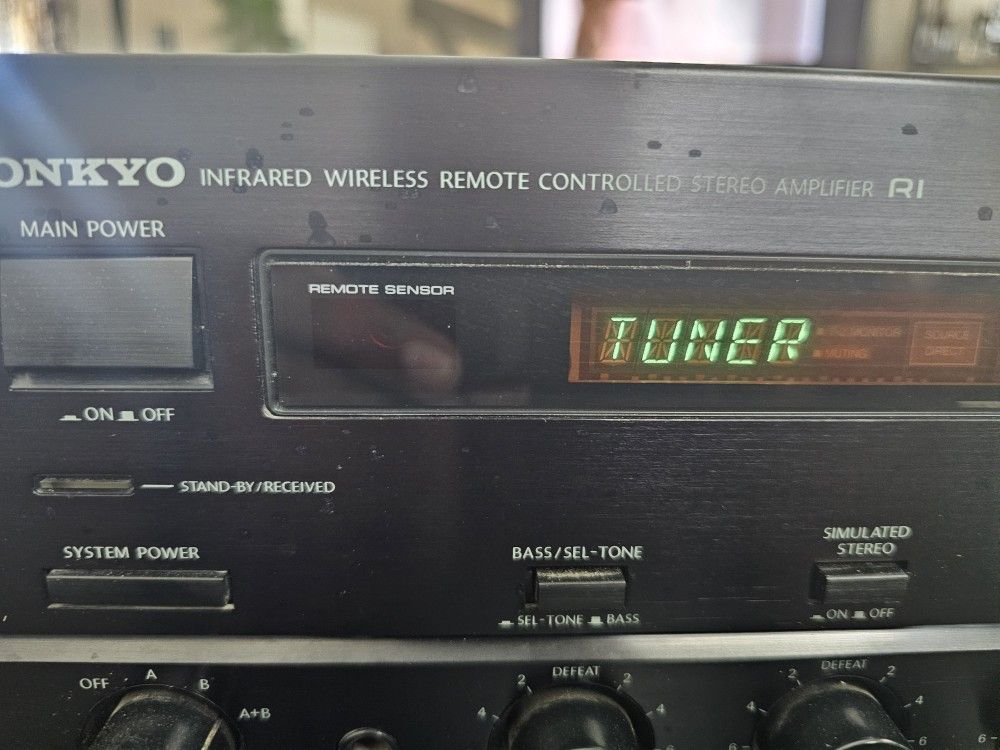 ONKYO INFRARED WIRELESS REMOTE CONTROLLED STEREO AMPLIFIER RI
MAIN POWER
REMOTE SENSOR
TUNER
MUTING
SOURCE
DIRECT
ON OFF
STAND-BY/RECEIVED
SYSTEM POWER
BASS/SEL-TONE
SIMULATED
STEREO
SEL-TONE BASS
ON OFF
OFF A B A+B
DEFEAT
2 2
4 4
DEFEAT
2 2
4 4
6 6